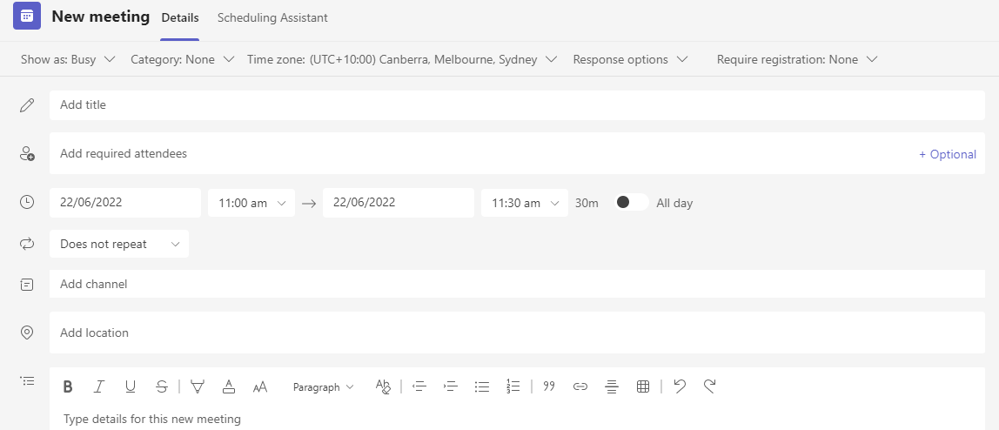 New meeting Details Scheduling Assistant
Show as: Busy Category: None Time zone: (UTC+10:00) Canberra, Melbourne, Sydney Response options Require registration: None
Add title
Add required attendees + Optional
22/06/2022 11:00 am → 22/06/2022 11:30 am 30m All day
Does not repeat
Add channel
Add location
B I U S A AA Paragraph Ab
Type details for this new meeting